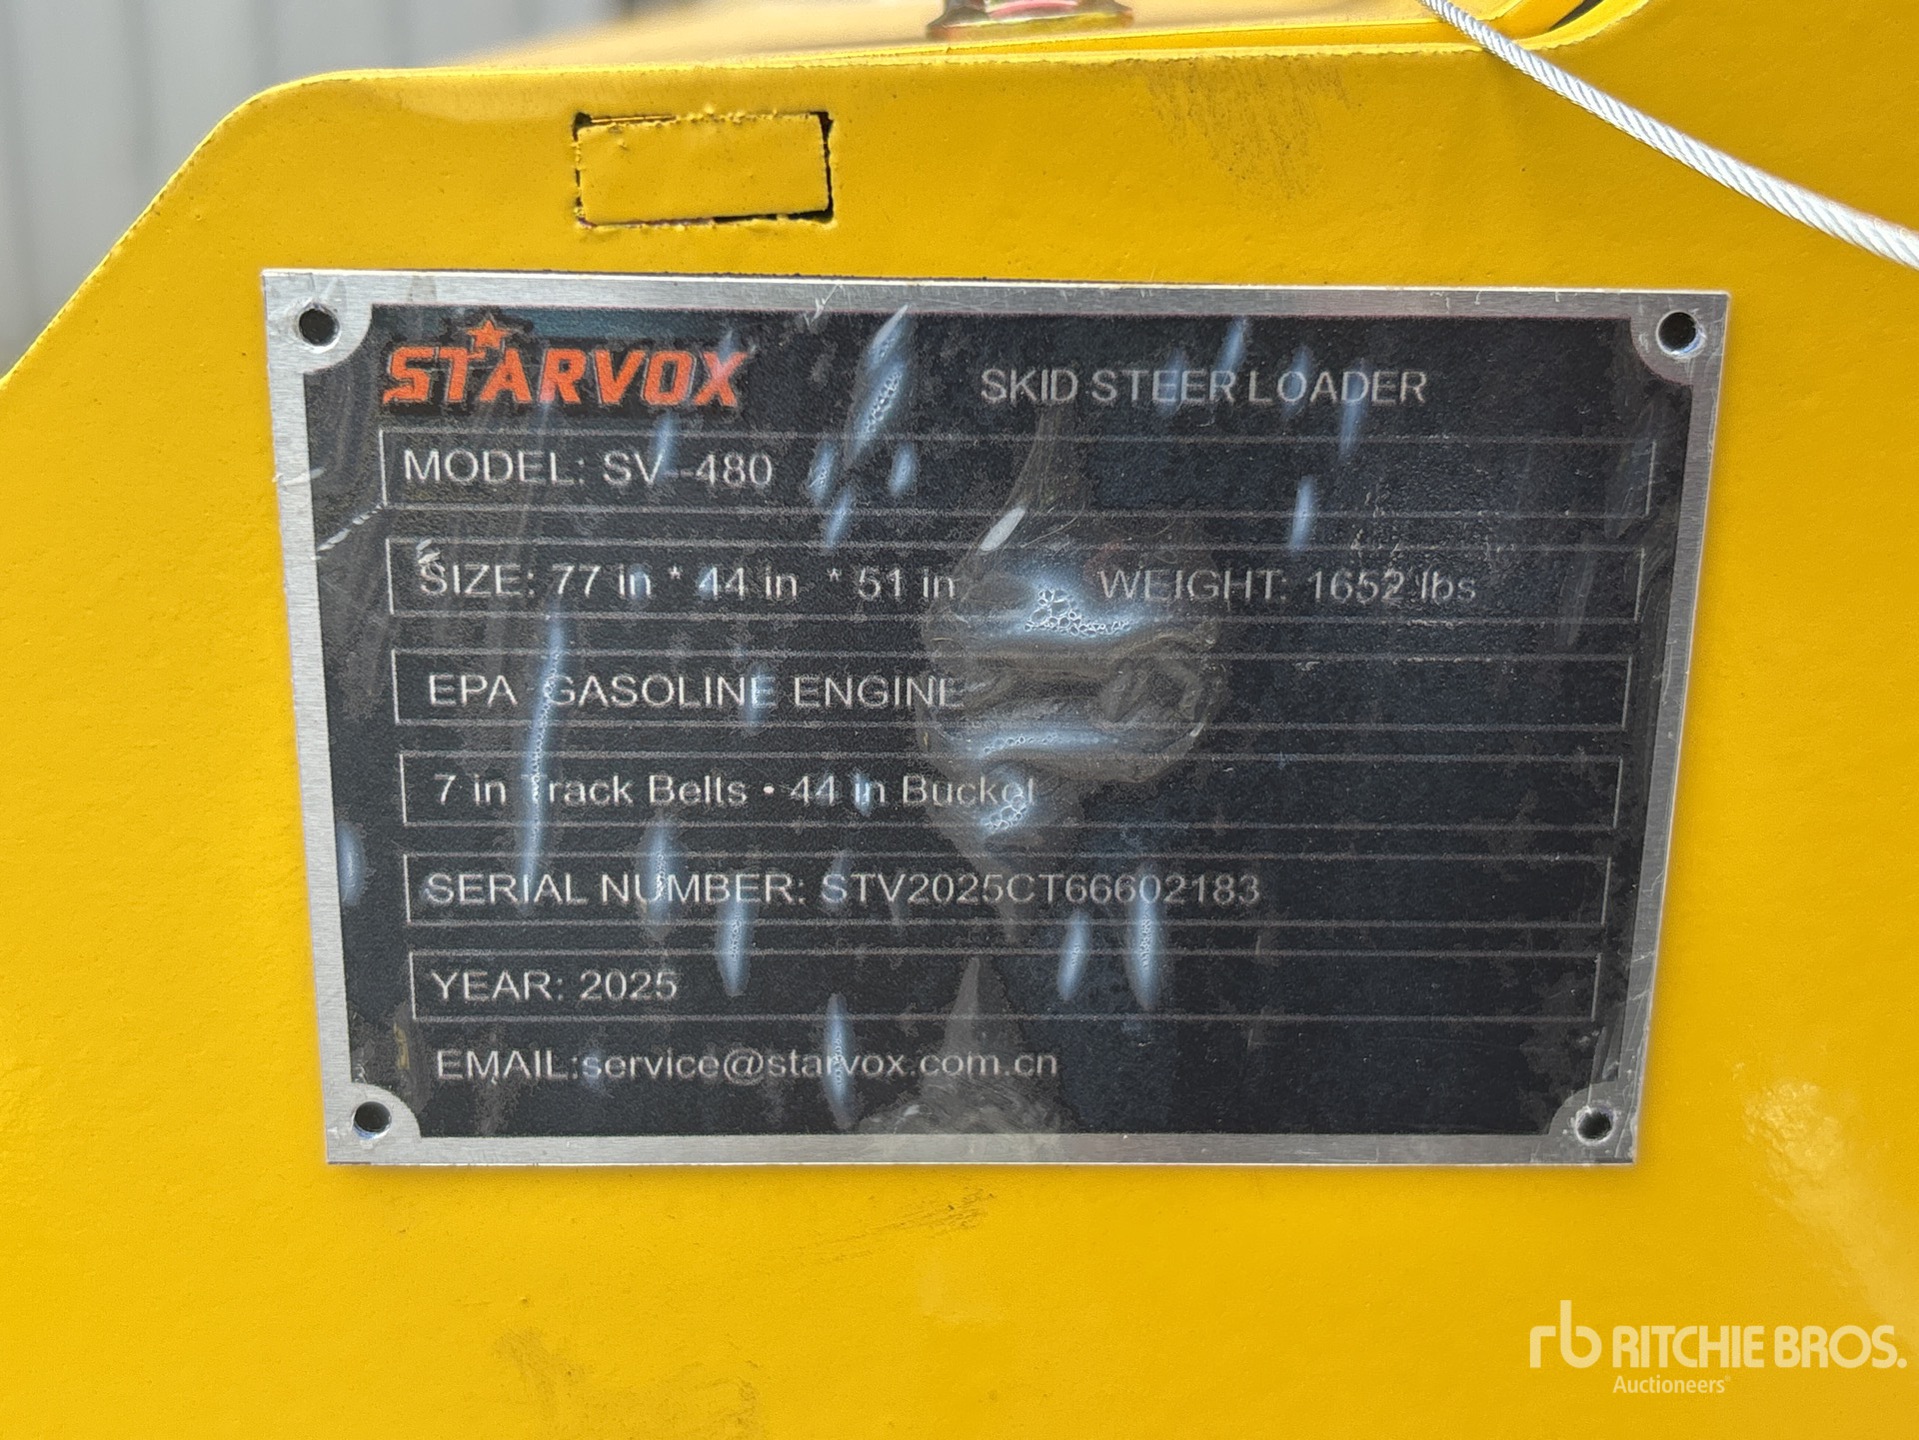 STARVOX
SKID STEER LOADER
MODEL: SV-480
SIZE: 77 in * 44 in * 51 in WEIGHT: 1652 lbs
EPA GASOLINE ENGINE
7 in Track Belts • 44 in Bucket
SERIAL NUMBER: STV2025CT66602183
YEAR: 2025
EMAIL:service@starvox.com.cn
rb RITCHIE BROS.
Auctioneers